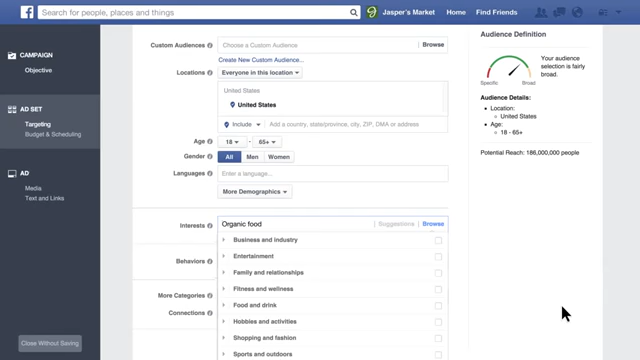 Search for people, places and things
Jasper's Market
Home
Find Friends
CAMPAIGN
Objective
AD SET
Targeting
Budget & Scheduling
AD
Media
Text and Links
Close Without Saving
Custom Audiences
Choose a Custom Audience
Browse
Create New Custom Audience...
Locations
Everyone in this location
United States
United States
Include
Add a country, state/province, city, ZIP, DMA or address
Age
18 - 65+
Gender
All
Men
Women
Languages
Enter a language...
More Demographics
Interests
Organic food
Suggestions
Browse
Business and industry
Entertainment
Family and relationships
Fitness and wellness
Food and drink
Hobbies and activities
Shopping and fashion
Sports and outdoors
Behaviors
More Categories
Connections
Audience Definition
Your audience
selection is fairly
broad.
Specific
Broad
Audience Details:
Location:
United States
Age:
18 - 65+
Potential Reach: 186,000,000 people